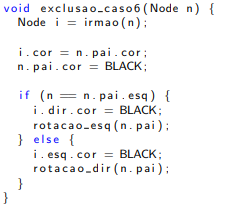 void exclusao_caso6(Node n) {
Node i = irmao(n);
i.cor = n.pai.cor;
n.pai.cor = BLACK;
if (n == n.pai.esq) {
i.dir.cor = BLACK;
rotacao_esq(n.pai);
} else {
i.esq.cor = BLACK;
rotacao_dir(n.pai);
}
}